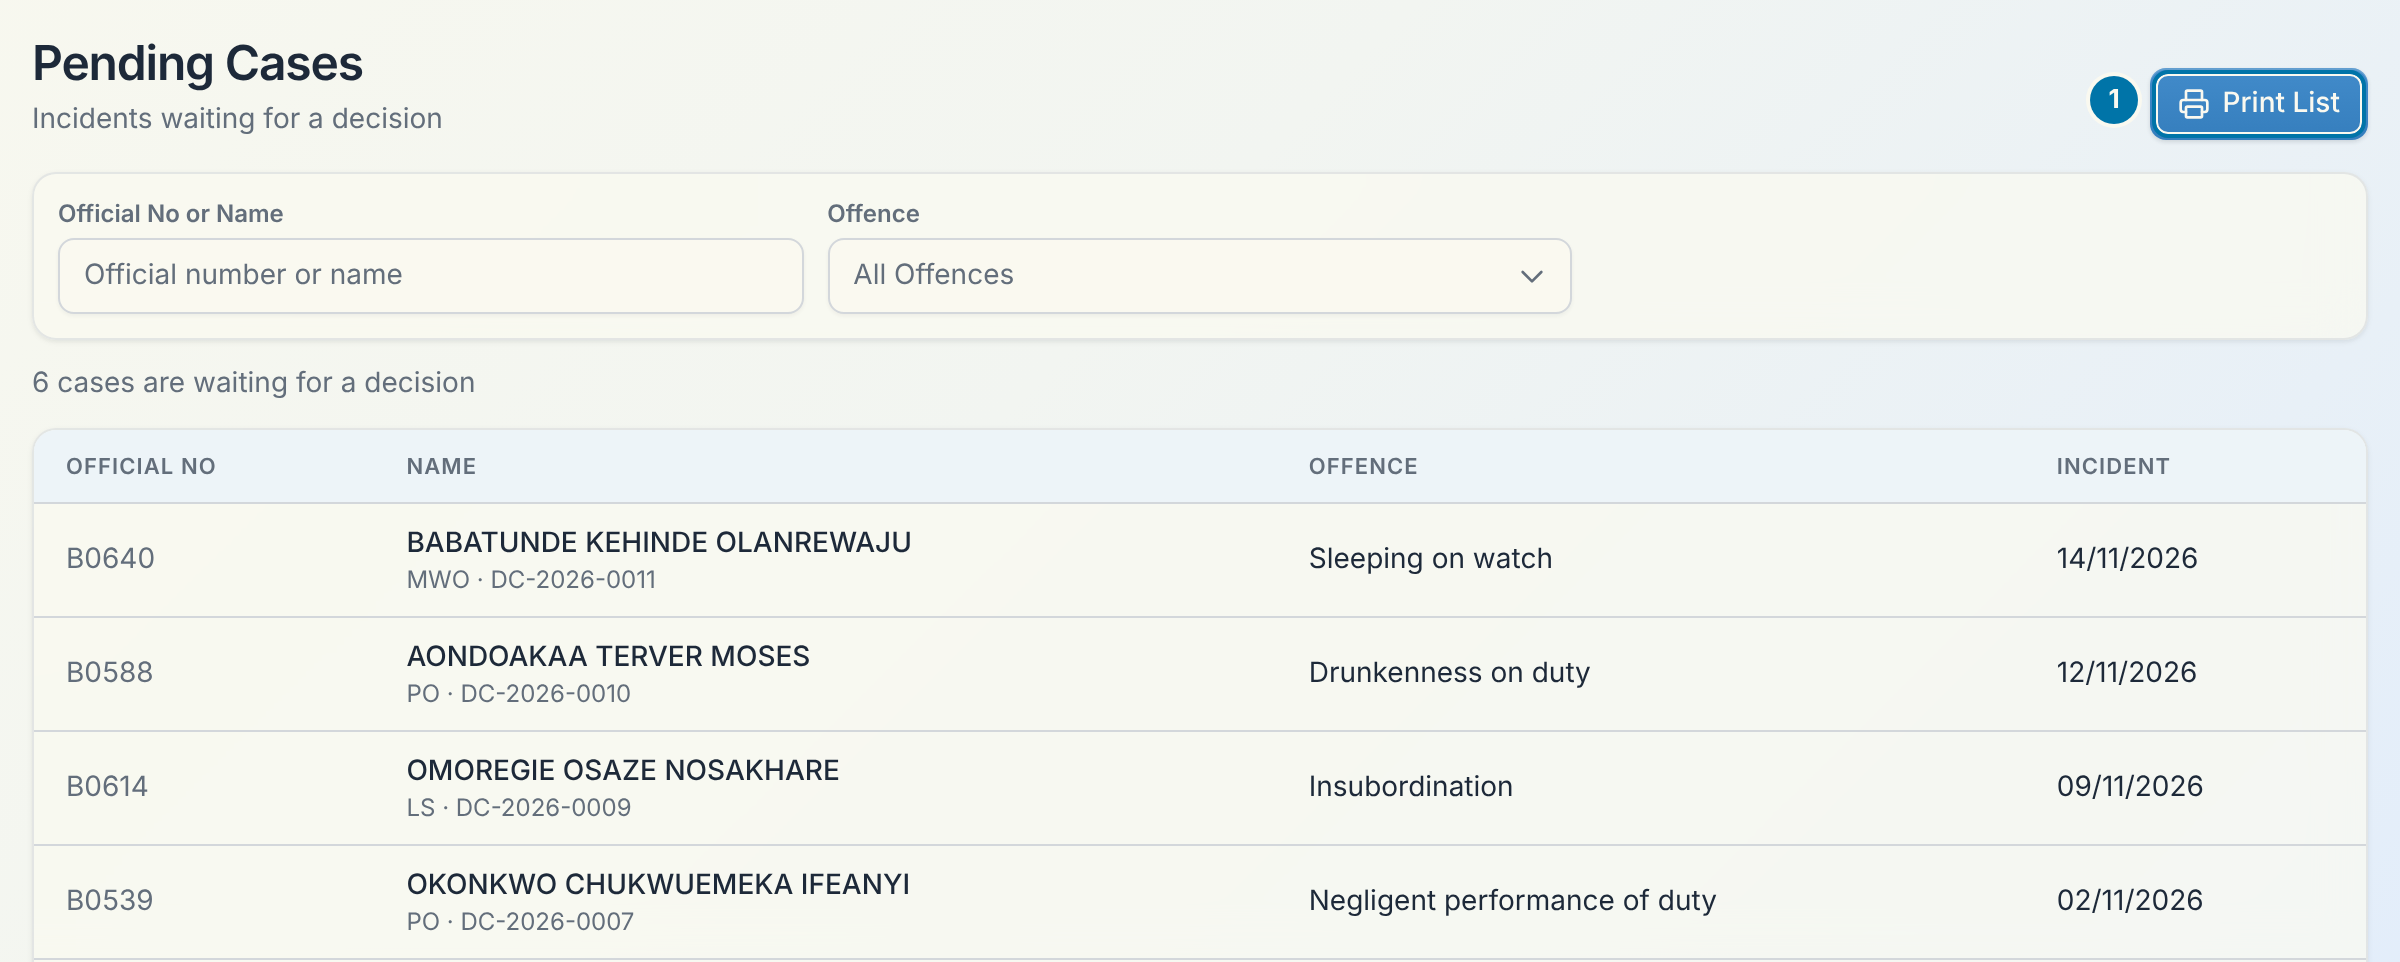 Pending Cases
Incidents waiting for a decision
1
Print List
Official No or Name
Offence
Official number or name
All Offences
6 cases are waiting for a decision
OFFICIAL NO NAME OFFENCE INCIDENT
B0640 BABATUNDE KEHINDE OLANREWAJU Sleeping on watch 14/11/2026
MWO · DC-2026-0011
B0588 AONDOAKAA TERVER MOSES Drunkenness on duty 12/11/2026
PO · DC-2026-0010
B0614 OMOREGIE OSAZE NOSAKHARE Insubordination 09/11/2026
LS · DC-2026-0009
B0539 OKONKWO CHUKWUEMEKA IFEANYI Negligent performance of duty 02/11/2026
PO · DC-2026-0007